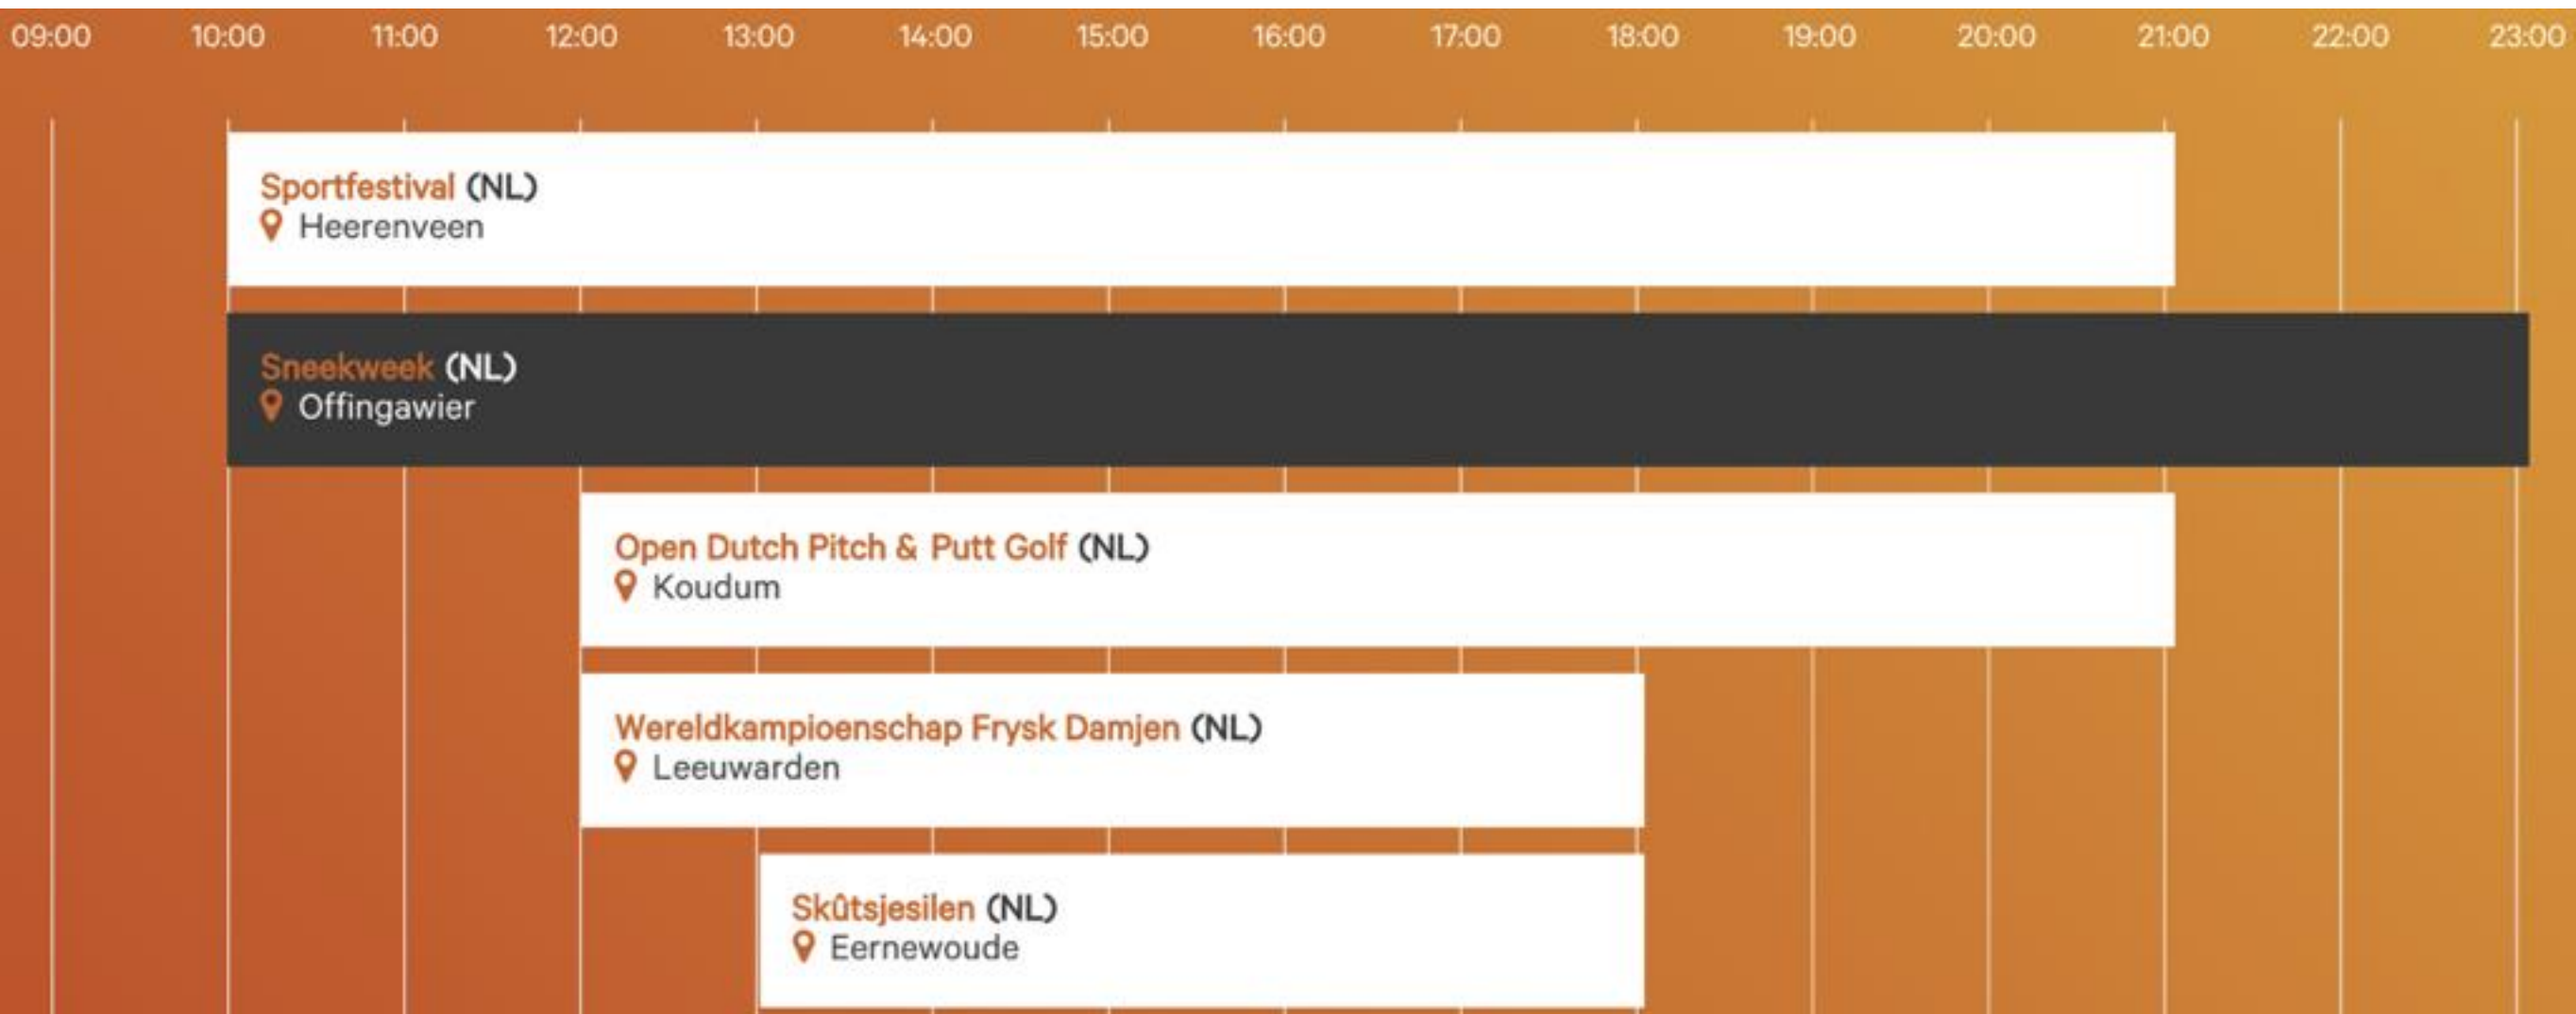 09:00 10:00 11:00 12:00 13:00 14:00 15:00 16:00 17:00 18:00 19:00 20:00 21:00 22:00 23:00
Sportfestival (NL)
Heerenveen
Sneekweek (NL)
Offingawier
Open Dutch Pitch & Putt Golf (NL)
Koudum
Wereldkampioenschap Frysk Damjen (NL)
Leeuwarden
Skûtsjesilen (NL)
Eernewoude